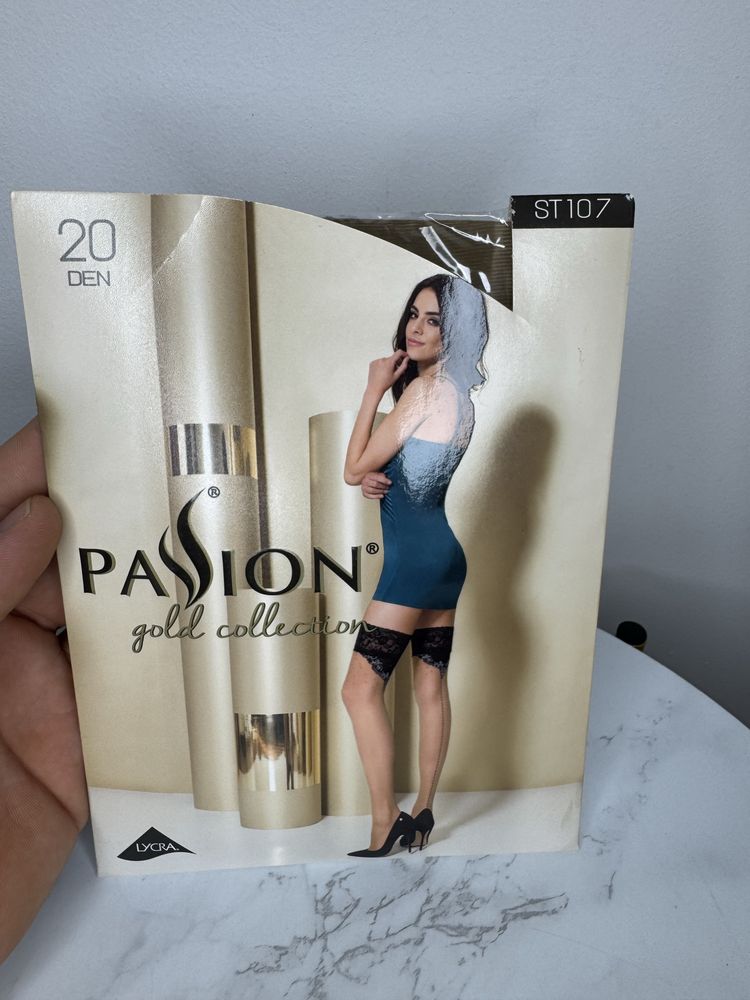 20
DEN
ST107
PASSION®
gold collection
LYCRA.